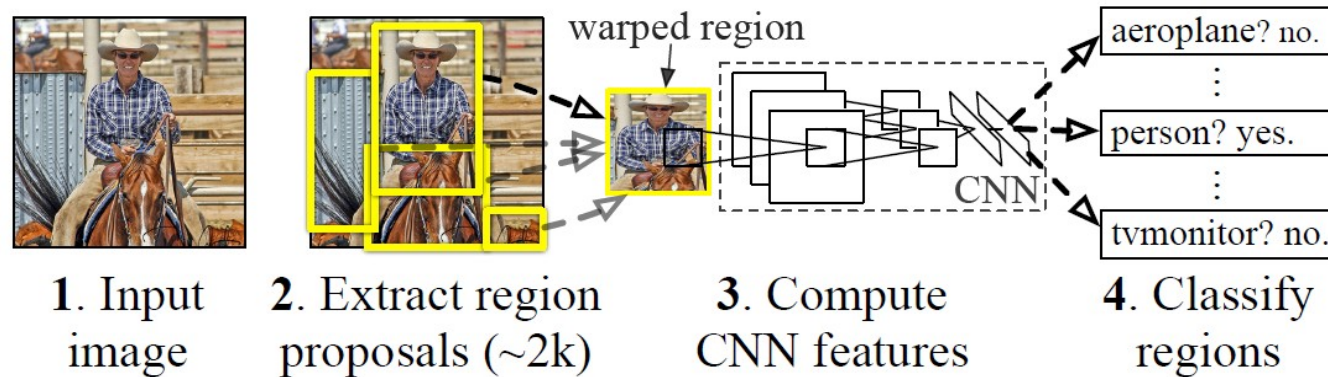 warped region
aeroplane? no.
person? yes.
CNN
tvmonitor? no.
1. Input
image
2. Extract region
proposals (~2k)
3. Compute
CNN features
4. Classify
regions